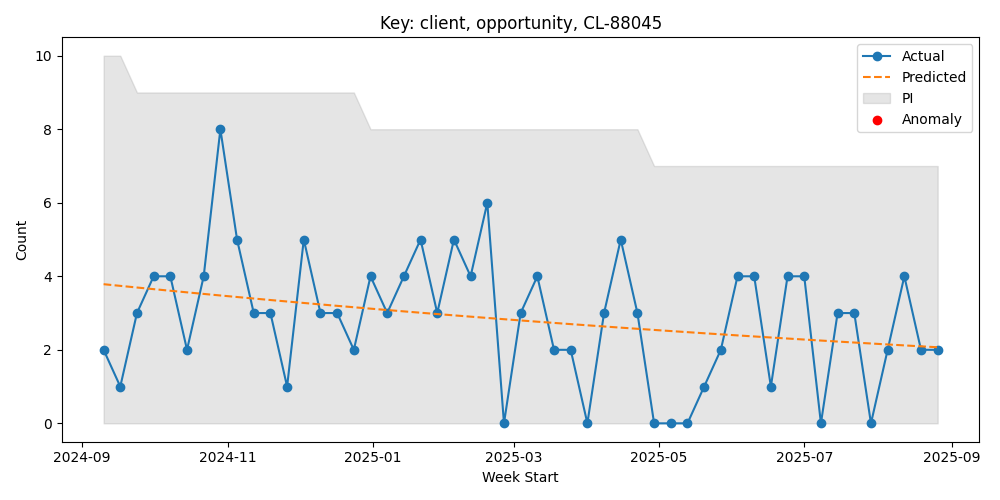 Key: client, opportunity, CL-88045
Actual
Predicted
PI
Anomaly
10
8
6
4
2
0
Count
2024-09
2024-11
2025-01
2025-03
2025-05
2025-07
2025-09
Week Start